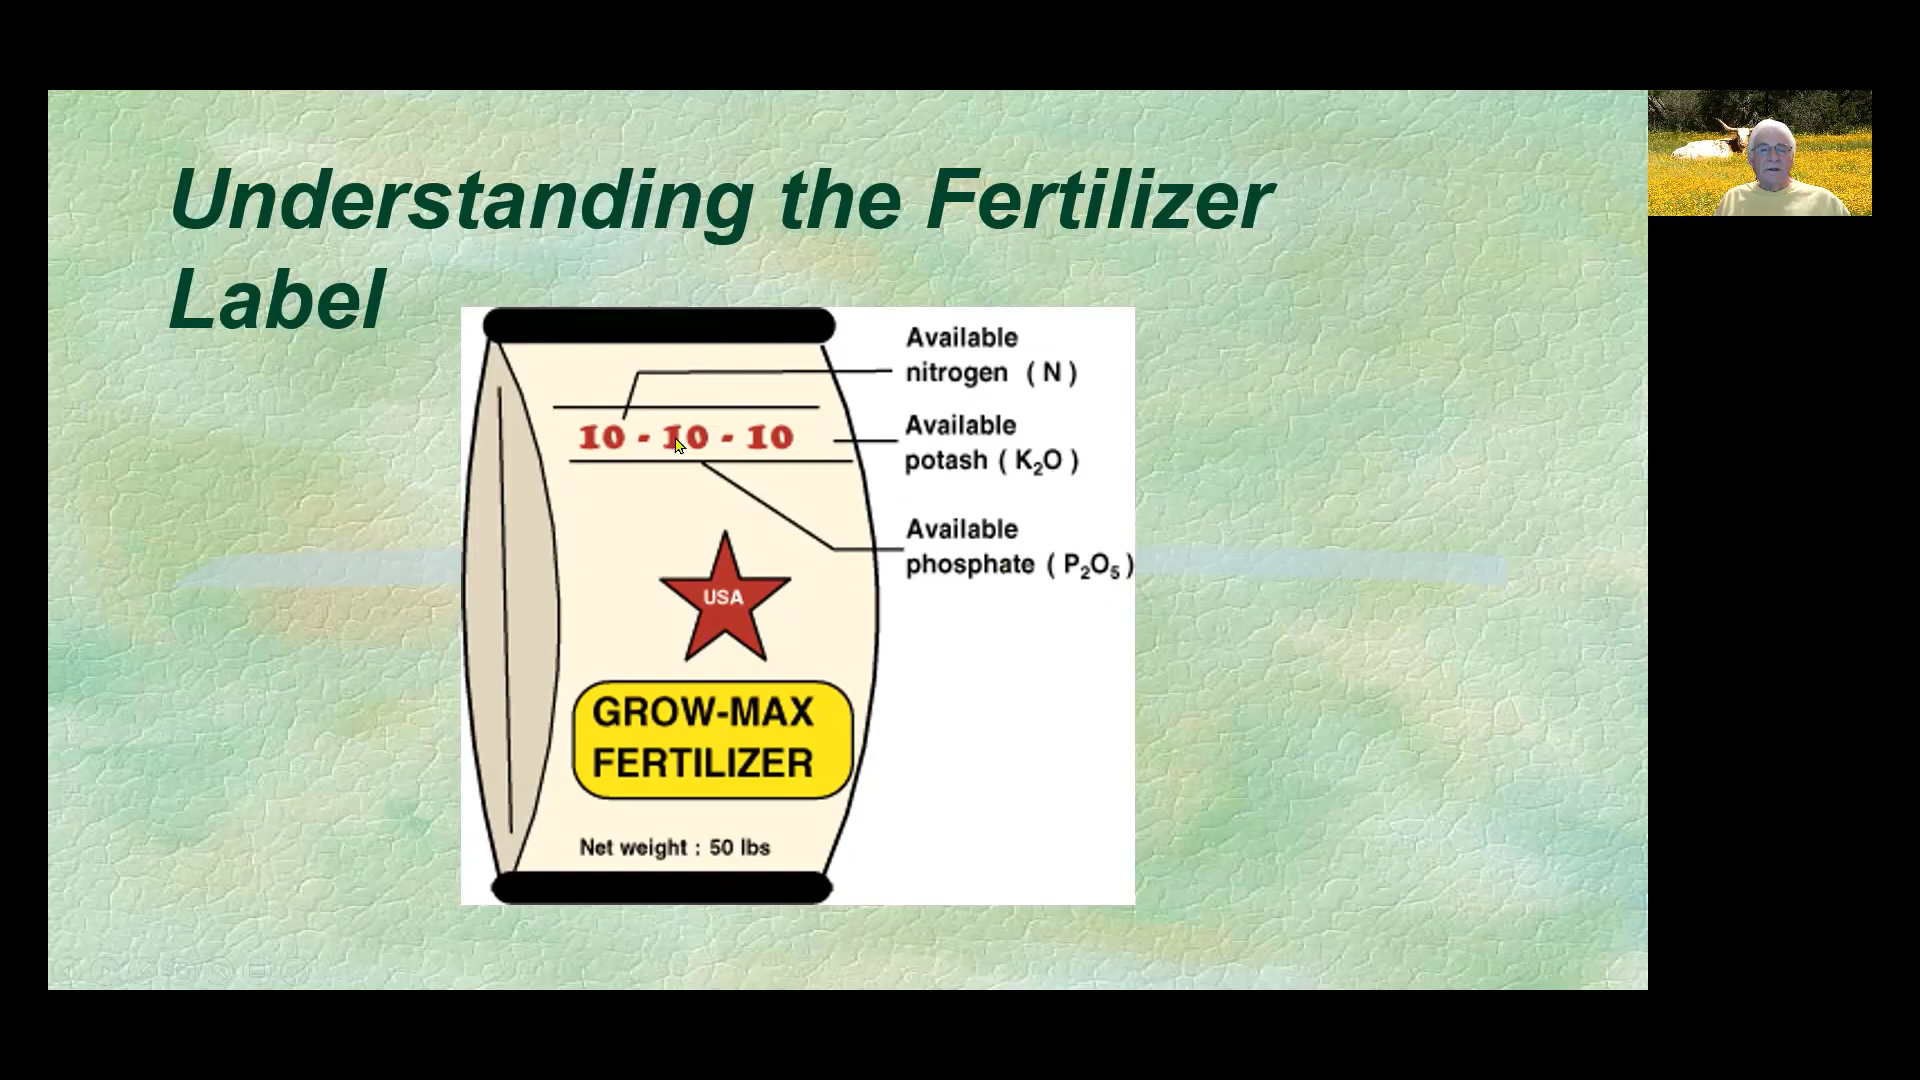 Understanding the Fertilizer
Label
Available
nitrogen ( N )
10 - 10 - 10
Available
potash ( K₂O )
Available
phosphate ( P₂O₅ )
USA
GROW-MAX
FERTILIZER
Net weight : 50 lbs